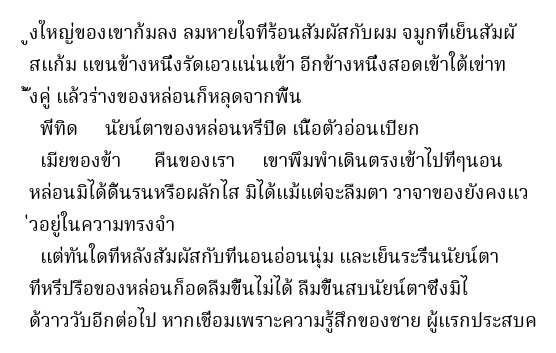 ูงใหญ่ของเขาก้มลง ลมหายใจที่ร้อนสัมผัสกับผม จมูกที่เย็นสัมผั
สแก้ม แขนข้างหนึ่งรัดเอวแน่นเข้า อีกข้างหนึ่งสอดเข้าใต้เข่าท
ั้งคู่ แล้วร่างของหล่อนก็หลุดจากพื้น
พี่ทิด นัยน์ตาของหล่อนหรี่ปิด เนื้อตัวอ่อนเปียก
เมียของข้า คืนของเรา เขาพึมพำเดินตรงเข้าไปที่ๆนอน
หล่อนมิได้ดิ้นรนหรือผลักไส มิได้แม้แต่จะลืมตา วาจาของยังคงแว
่วอยู่ในความทรงจำ
แต่ทันใดที่หลังสัมผัสกับที่นอนอ่อนนุ่ม และเย็นระรื่นนัยน์ตา
ที่หรี่ปรือของหล่อนก็อดลืมขึ้นไม่ได้ ลืมขึ้นสบนัยน์ตาซึ่งมิไ
ด้วาววับอีกต่อไป หากเชื่อมเพราะความรู้สึกของชาย ผู้แรกประสบค